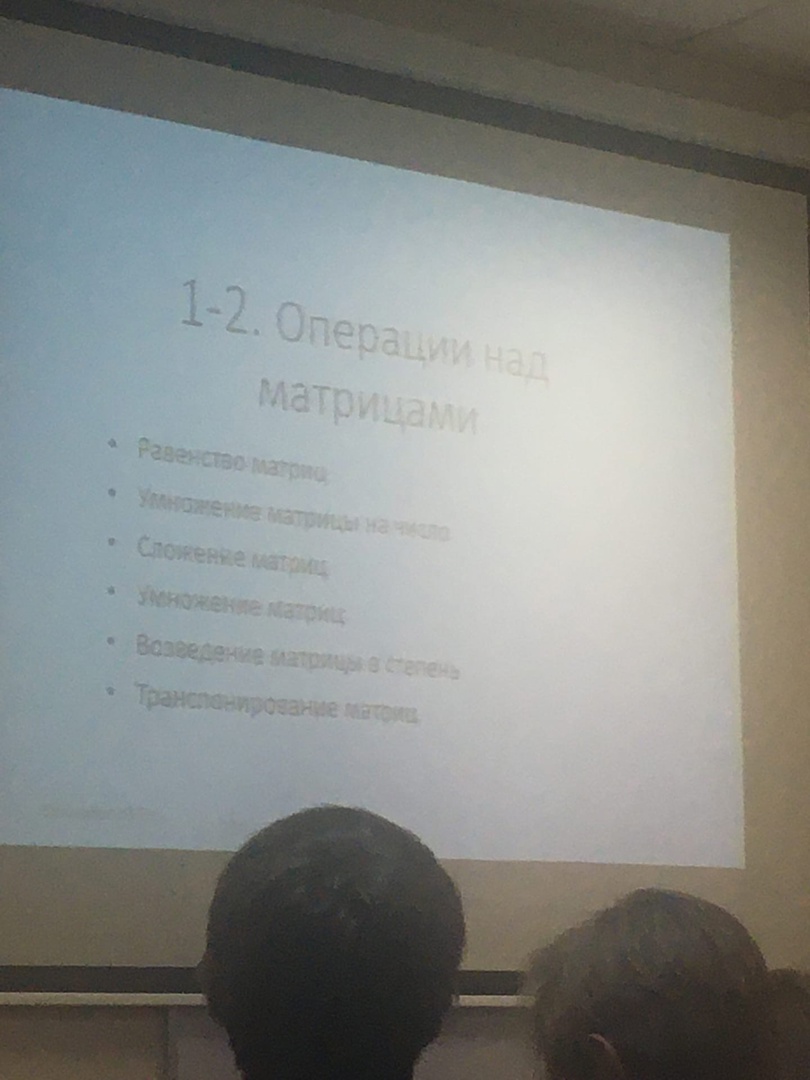 1-2. Операции над
матрицами
• Равенство матриц
• Умножение матрицы на число
• Сложение матриц
• Умножение матриц
• Возведение матрицы в степень
• Транспонирование матриц